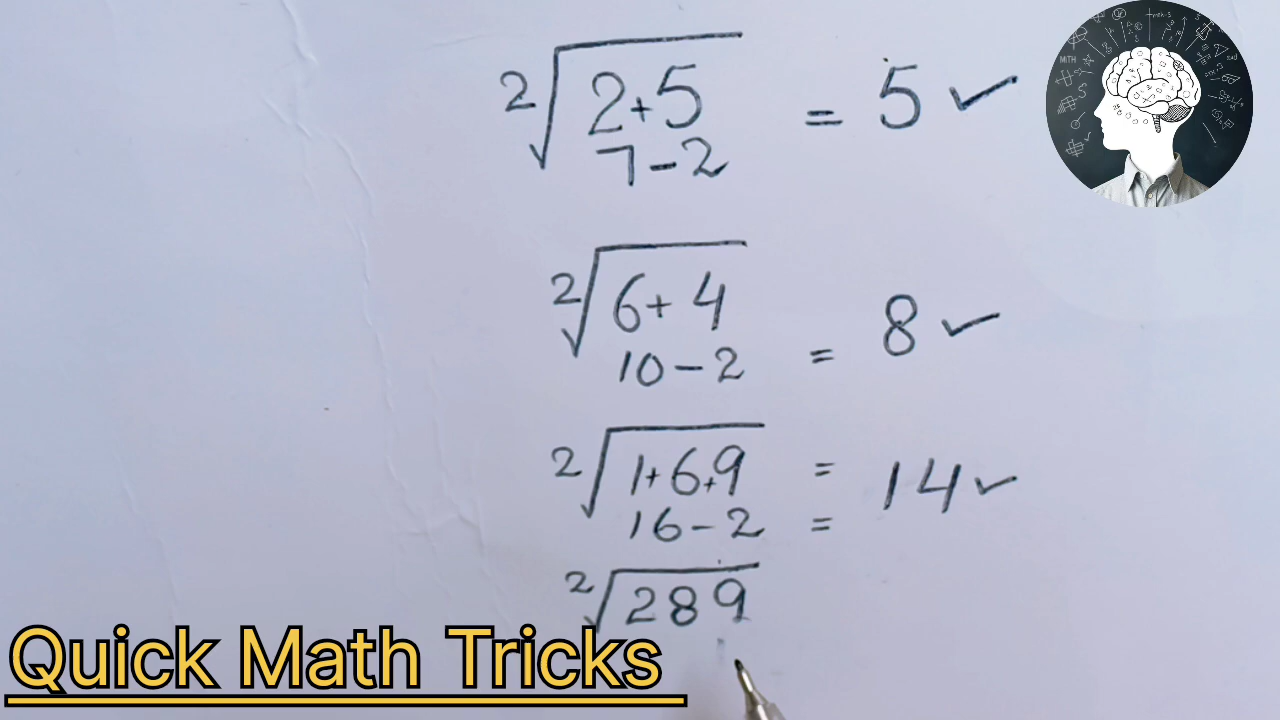 ²√2+5 = 5 ✓
7-2
²√6+4
10-2 = 8 ✓
²√1+6+9 = 14 ✓
16-2 =
²√289
Quick Math Tricks
MATH